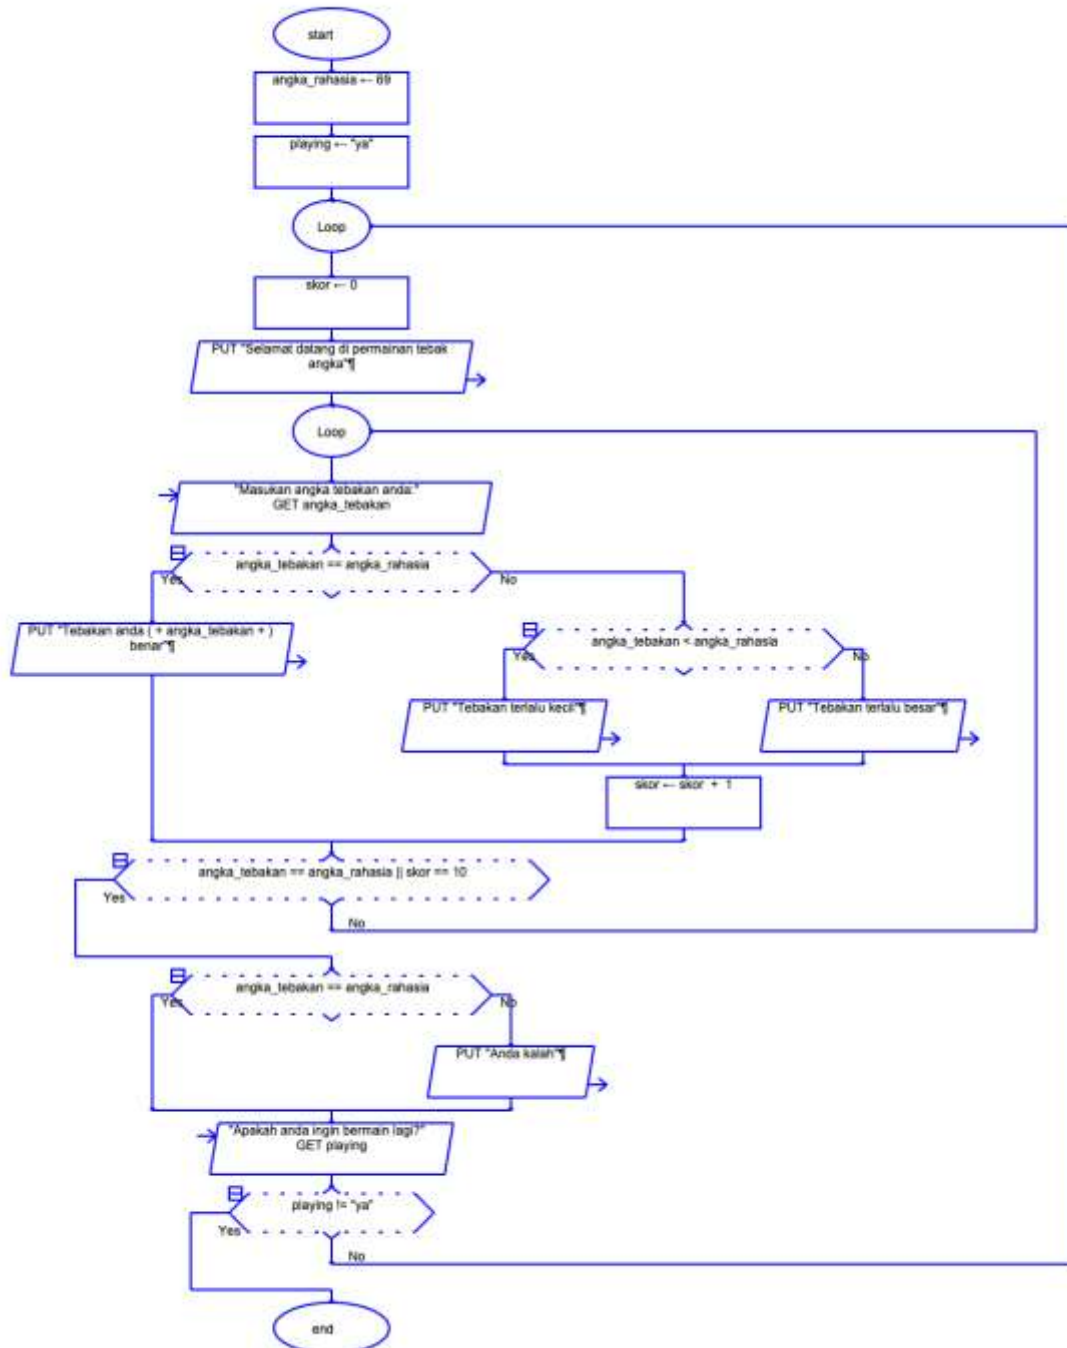 start
angka_rahasia ← 69
playing ← "ya"
Loop
skor ← 0
PUT "Selamat datang di permainan tebak
angka"¶
Loop
"Masukan angka tebakan anda:"
GET angka_tebakan
angka_tebakan == angka_rahasia
Yes
No
PUT "Tebakan anda ( + angka_tebakan + )
benar"¶
angka_tebakan < angka_rahasia
Yes
No
PUT "Tebakan terlalu kecil"¶
PUT "Tebakan terlalu besar"¶
skor ← skor + 1
angka_tebakan == angka_rahasia || skor == 10
Yes
No
angka_tebakan == angka_rahasia
Yes
No
PUT "Anda kalah"¶
"Apakah anda ingin bermain lagi?"
GET playing
playing != "ya"
Yes
No
end